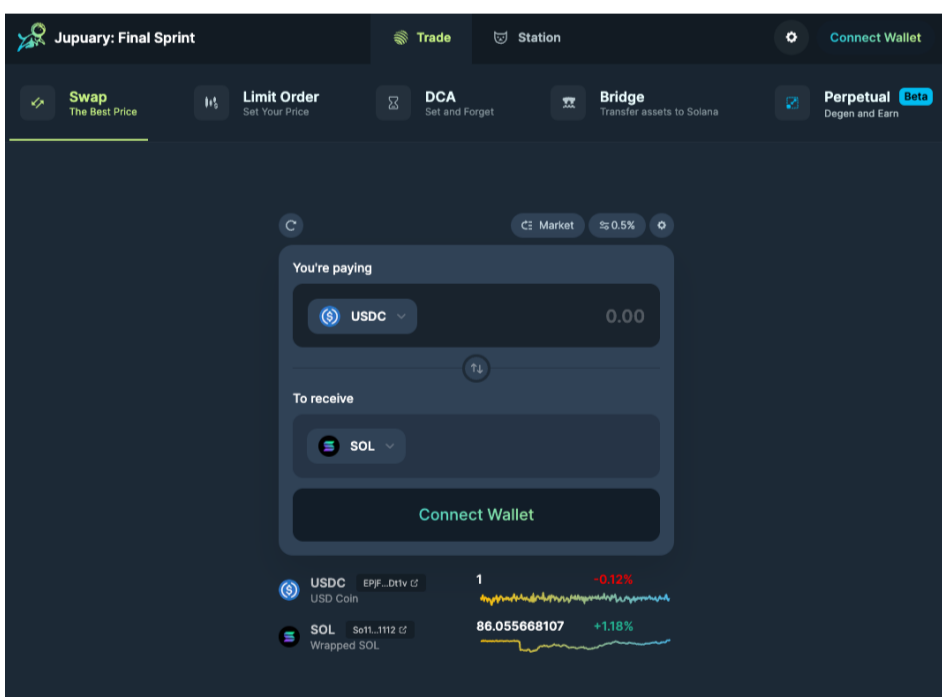 Jupuary: Final Sprint
Trade
Station
Connect Wallet
Swap
The Best Price
Limit Order
Set Your Price
DCA
Set and Forget
Bridge
Transfer assets to Solana
Perpetual Beta
Degen and Earn
Market
0.5%
You're paying
USDC
0.00
To receive
SOL
Connect Wallet
USDC EPjF...Dt1v 1 -0.12%
USD Coin
SOL So11...1112 86.055668107 +1.18%
Wrapped SOL